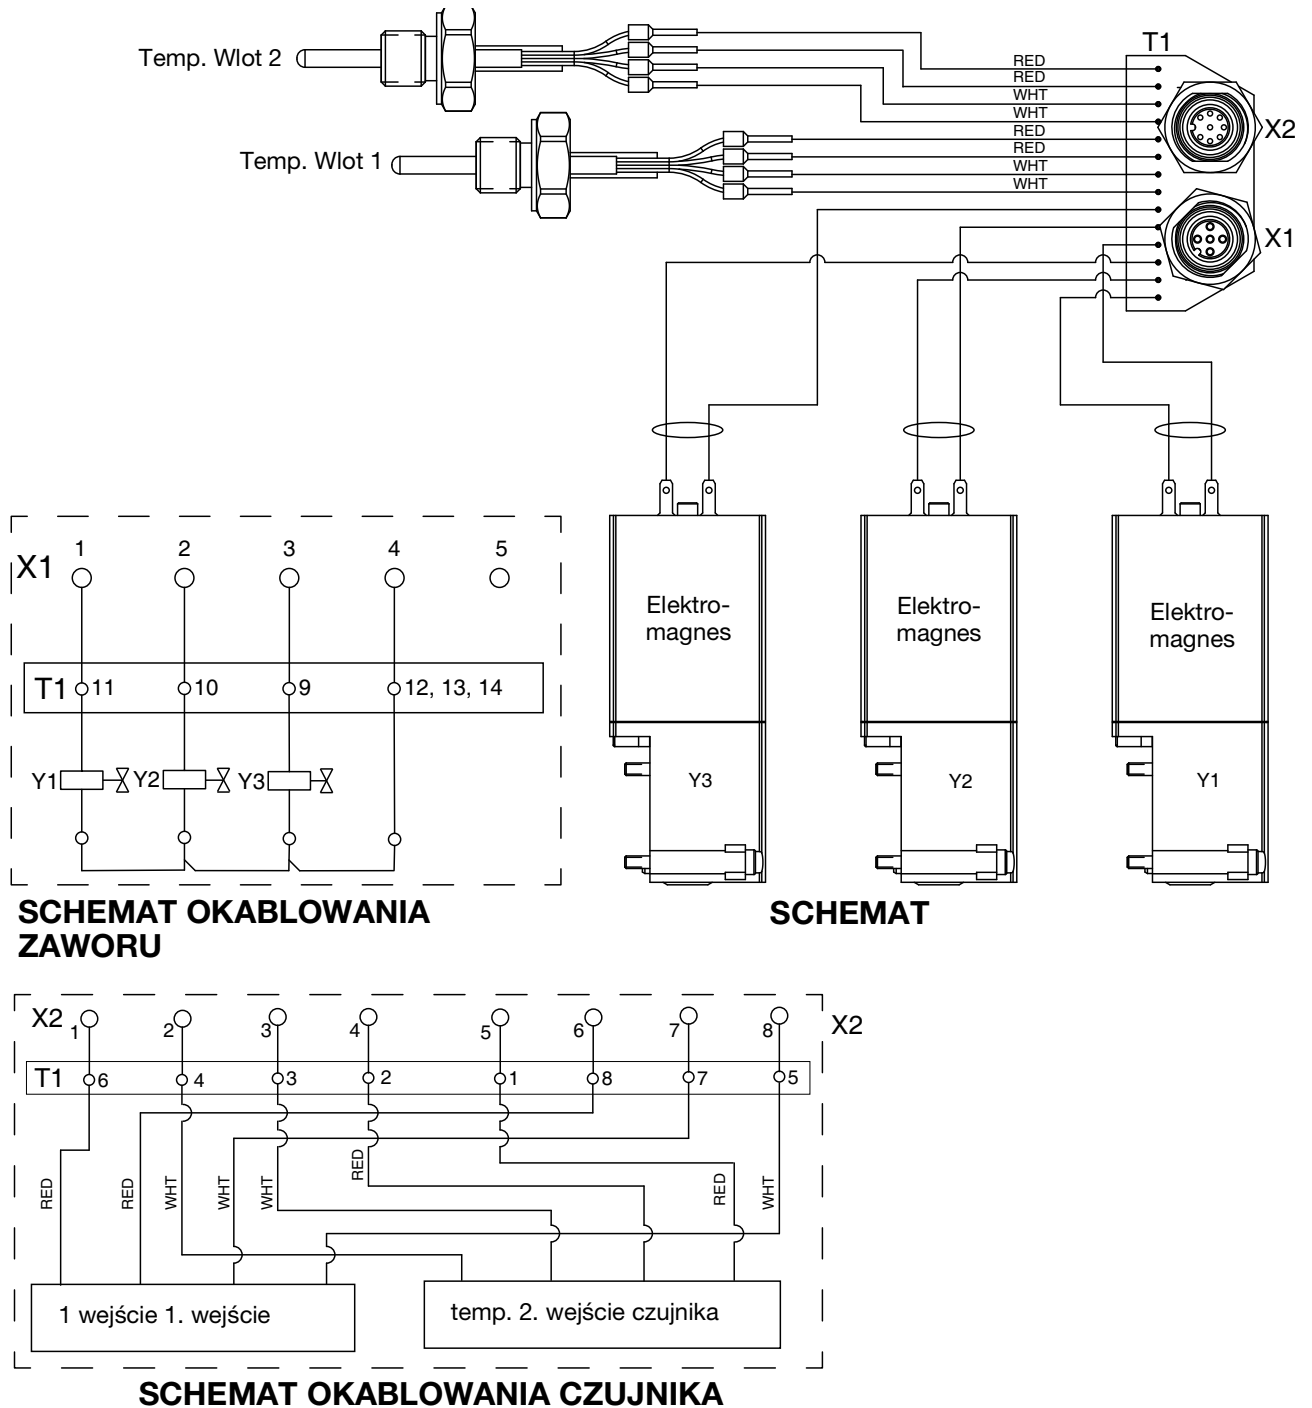 Temp. Wlot 2
Temp. Wlot 1
T1
RED
RED
WHT
WHT
RED
RED
WHT
WHT
X2
X1
X1
1
2
3
4
5
T1
11
10
9
12, 13, 14
Y1
Y2
Y3
Elektro-
magnes
Elektro-
magnes
Elektro-
magnes
Y3
Y2
Y1
SCHEMAT OKABLOWANIA
ZAWORU
SCHEMAT
X2
1
2
3
4
5
6
7
8
X2
T1
6
4
3
2
1
8
7
5
RED
RED
WHT
WHT
WHT
RED
RED
WHT
1 wejście 1. wejście
temp. 2. wejście czujnika
SCHEMAT OKABLOWANIA CZUJNIKA